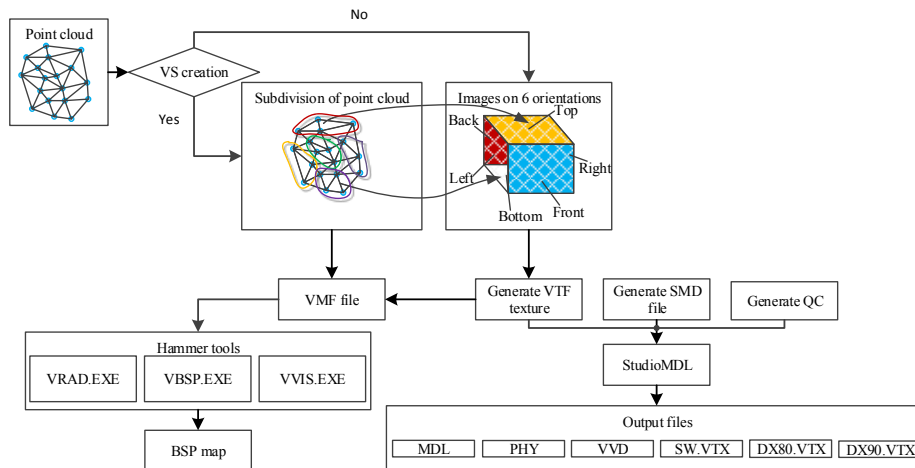 No
Point cloud
VS creation
Yes
Subdivision of point cloud
Images on 6 orientations
Back
Top
Right
Left
Bottom
Front
VMF file
Generate VTF
texture
Generate SMD
file
Generate QC
Hammer tools
VRAD.EXE
VBSP.EXE
VVIS.EXE
StudioMDL
BSP map
Output files
MDL
PHY
VVD
SW.VTX
DX80.VTX
DX90.VTX